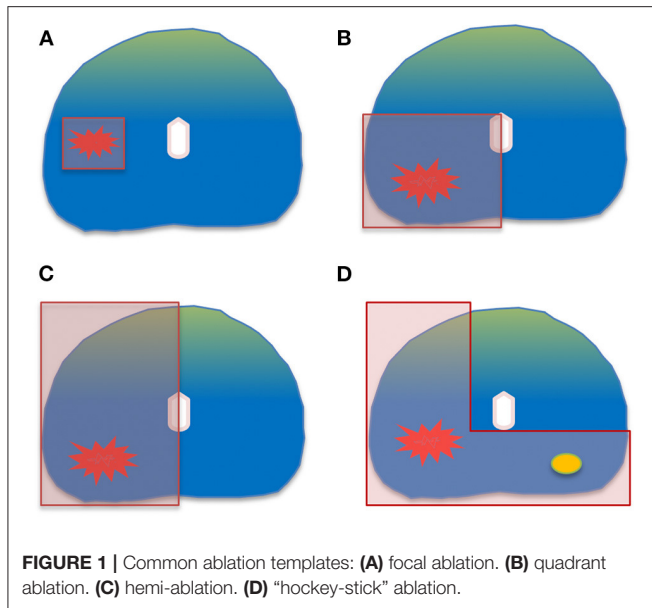 A
B
C
D
FIGURE 1 | Common ablation templates: (A) focal ablation. (B) quadrant
ablation. (C) hemi-ablation. (D) “hockey-stick” ablation.